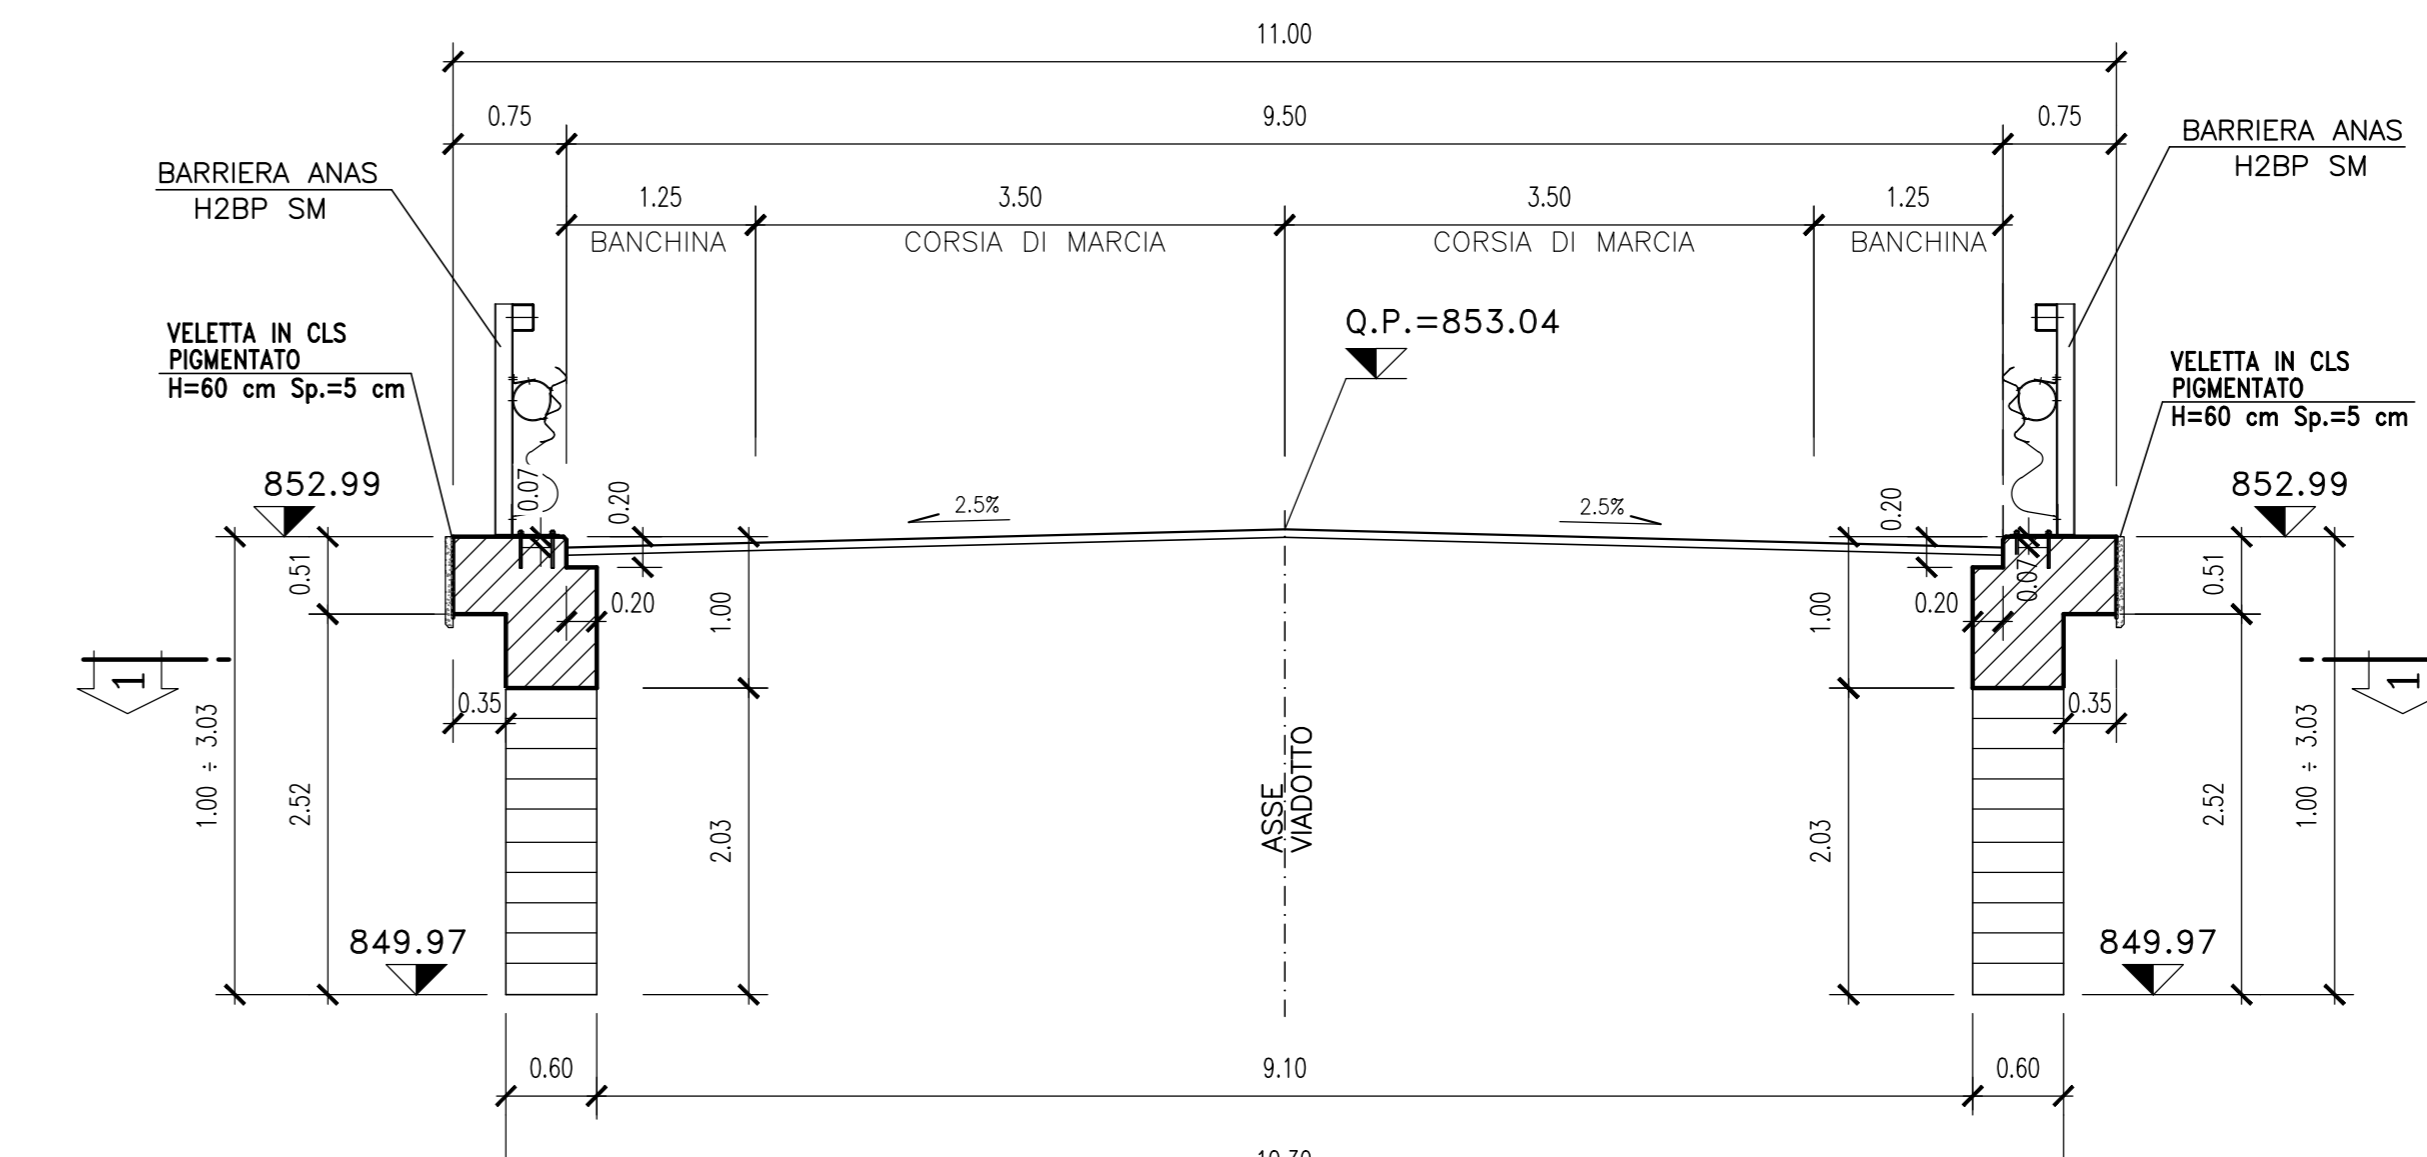 11.00
0.75
9.50
0.75
BARRIERA ANAS
H2BP SM
BARRIERA ANAS
H2BP SM
1.25
3.50
3.50
1.25
BANCHINA
CORSIA DI MARCIA
CORSIA DI MARCIA
BANCHINA
Q.P.=853.04
VELETTA IN CLS
PIGMENTATO
H=60 cm Sp.=5 cm
VELETTA IN CLS
PIGMENTATO
H=60 cm Sp.=5 cm
852.99
0.07
0.20
2.5%
2.5%
0.20
852.99
0.51
0.20
1.00
1.00
0.20
0.07
0.51
1
0.35
0.35
1
1.00 ÷ 3.03
2.52
2.03
ASSE
VIADOTTO
2.03
2.52
1.00 ÷ 3.03
849.97
849.97
0.60
9.10
0.60